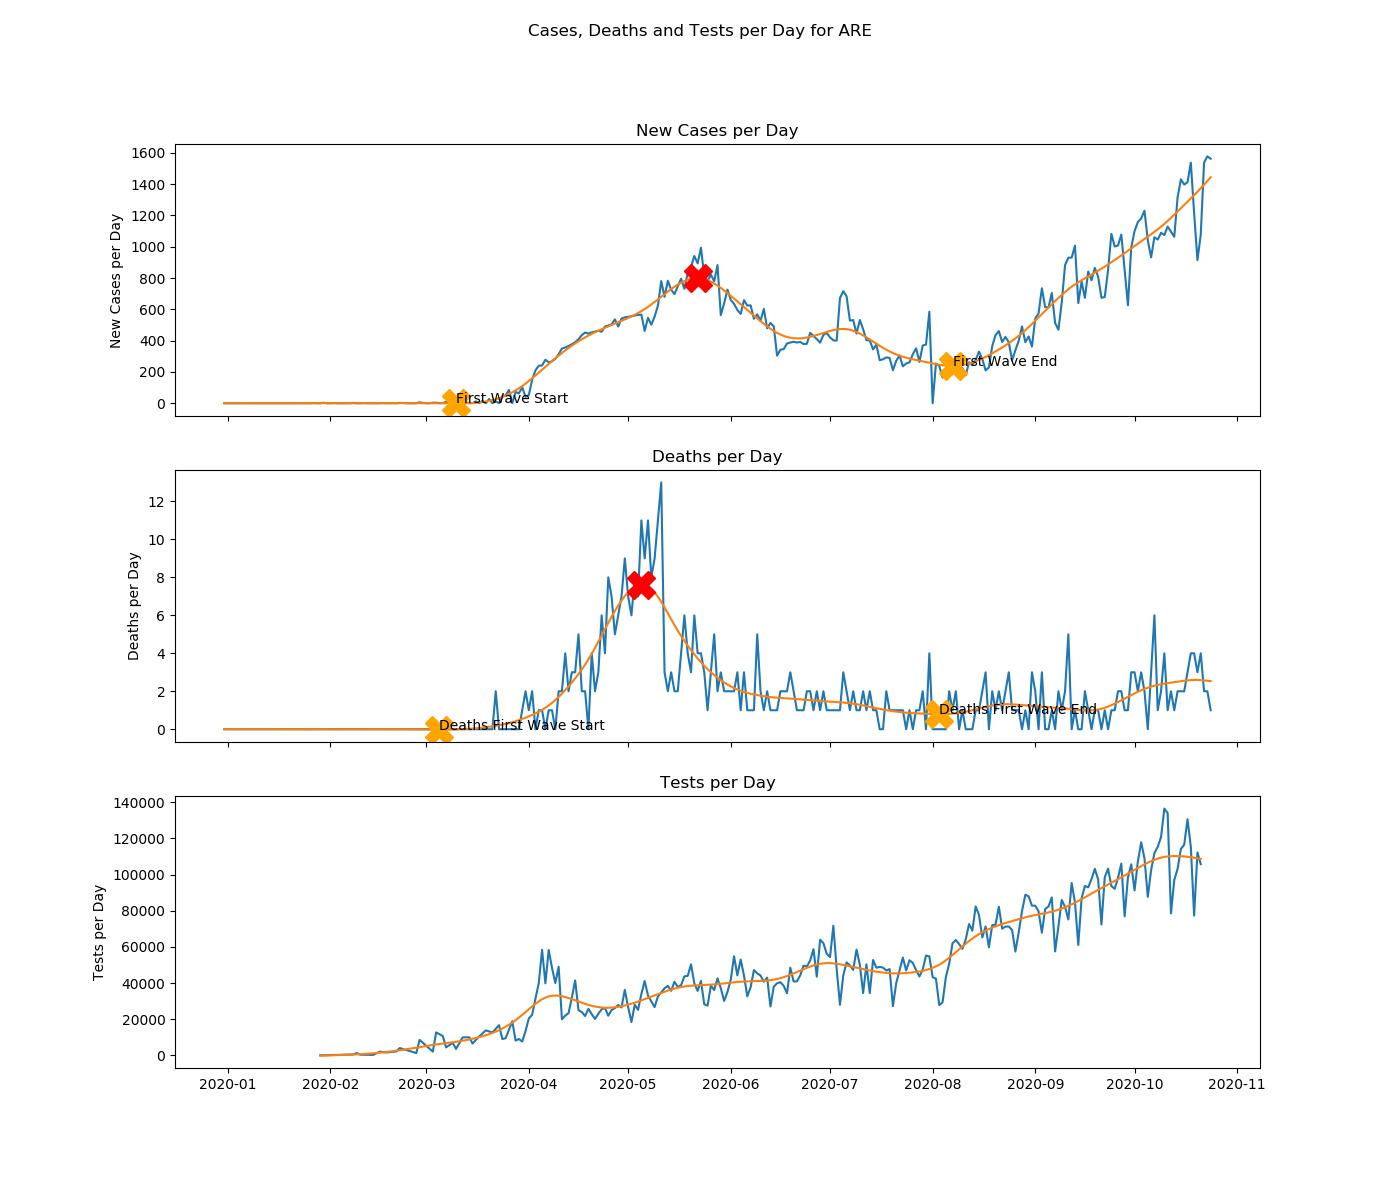 Cases, Deaths and Tests per Day for ARE
New Cases per Day
New Cases per Day
1600
1400
1200
1000
800
600
400
200
0
First Wave Start
First Wave End
Deaths per Day
Deaths per Day
12
10
8
6
4
2
0
Deaths First Wave Start
Deaths First Wave End
Tests per Day
Tests per Day
140000
120000
100000
80000
60000
40000
20000
0
2020-01 2020-02 2020-03 2020-04 2020-05 2020-06 2020-07 2020-08 2020-09 2020-10 2020-11